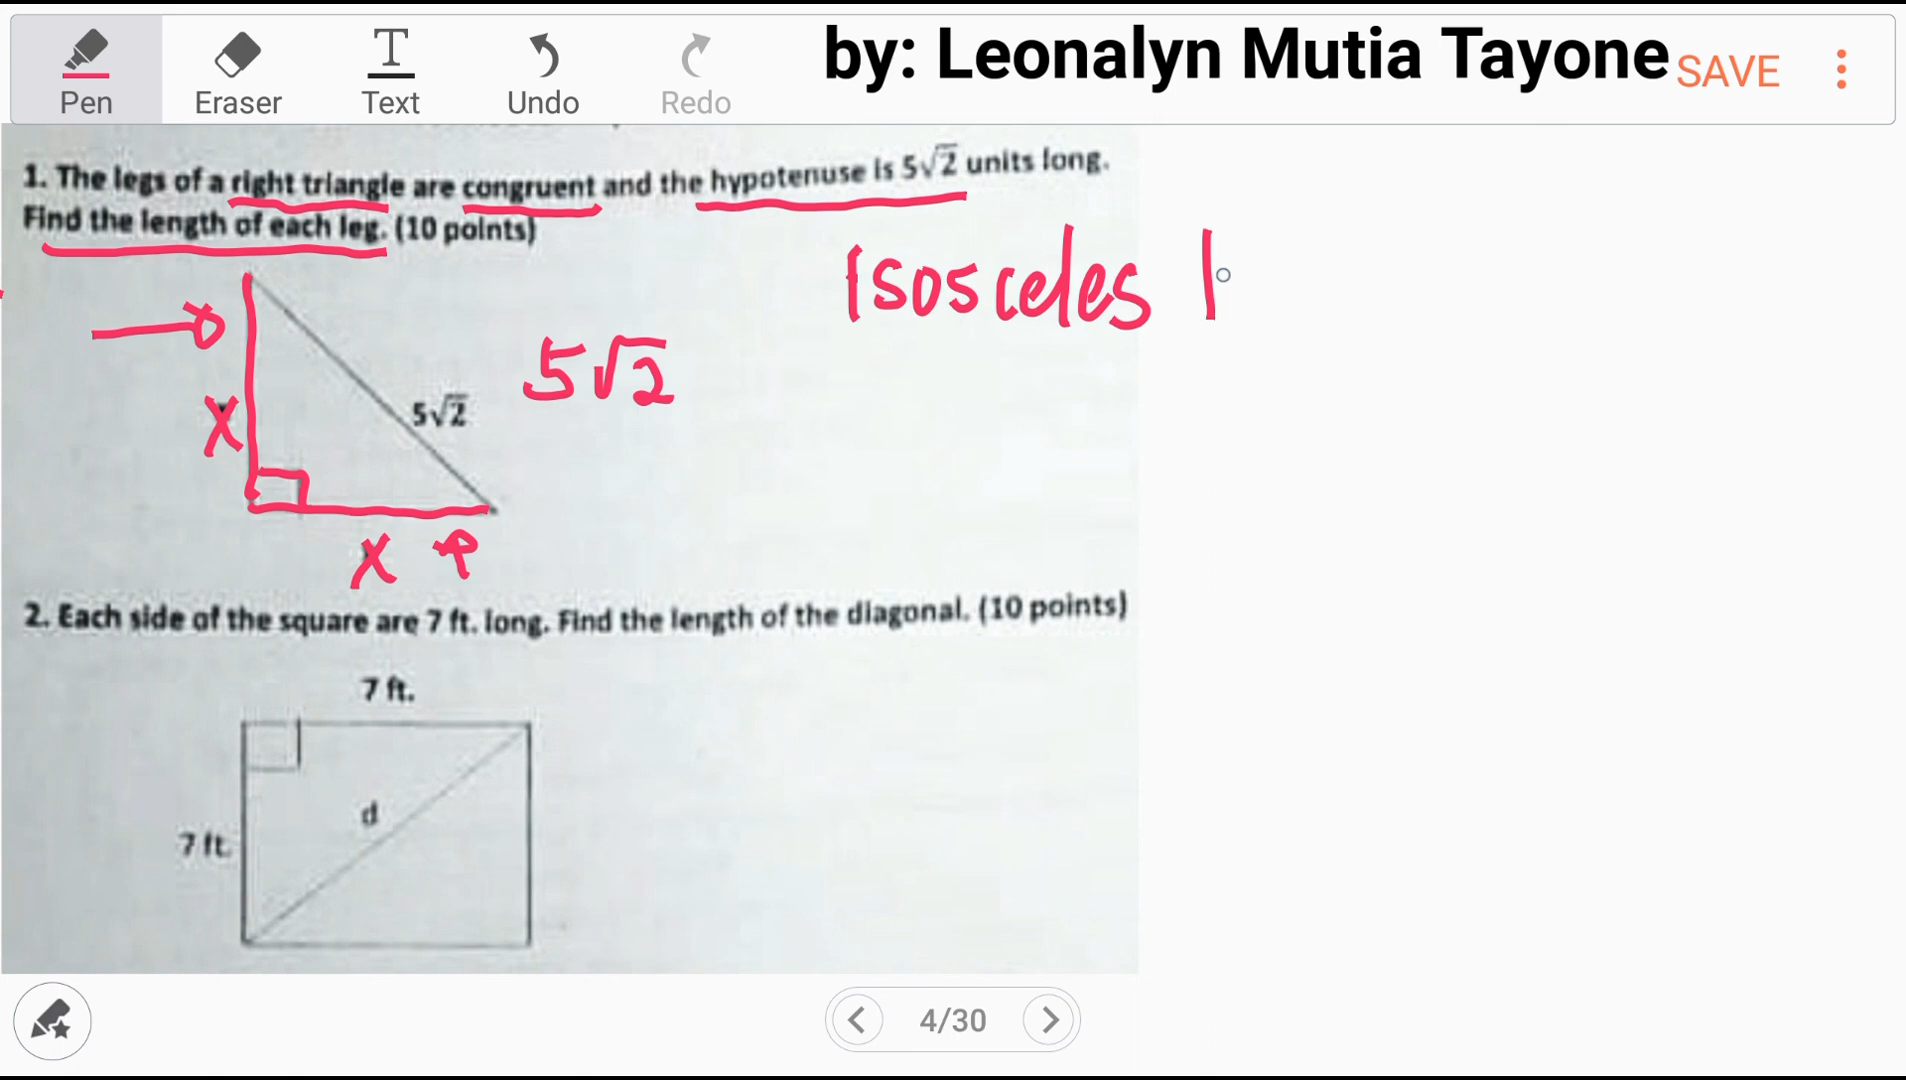 Pen Eraser Text Undo Redo by: Leonalyn Mutia Tayone SAVE
1. The legs of a right triangle are congruent and the hypotenuse is 5√2 units long.
Find the length of each leg. (10 points)
Isosceles
5√2
X
5√2
X
2. Each side of the square are 7 ft. long. Find the length of the diagonal. (10 points)
7 ft.
d
7 ft.
4/30